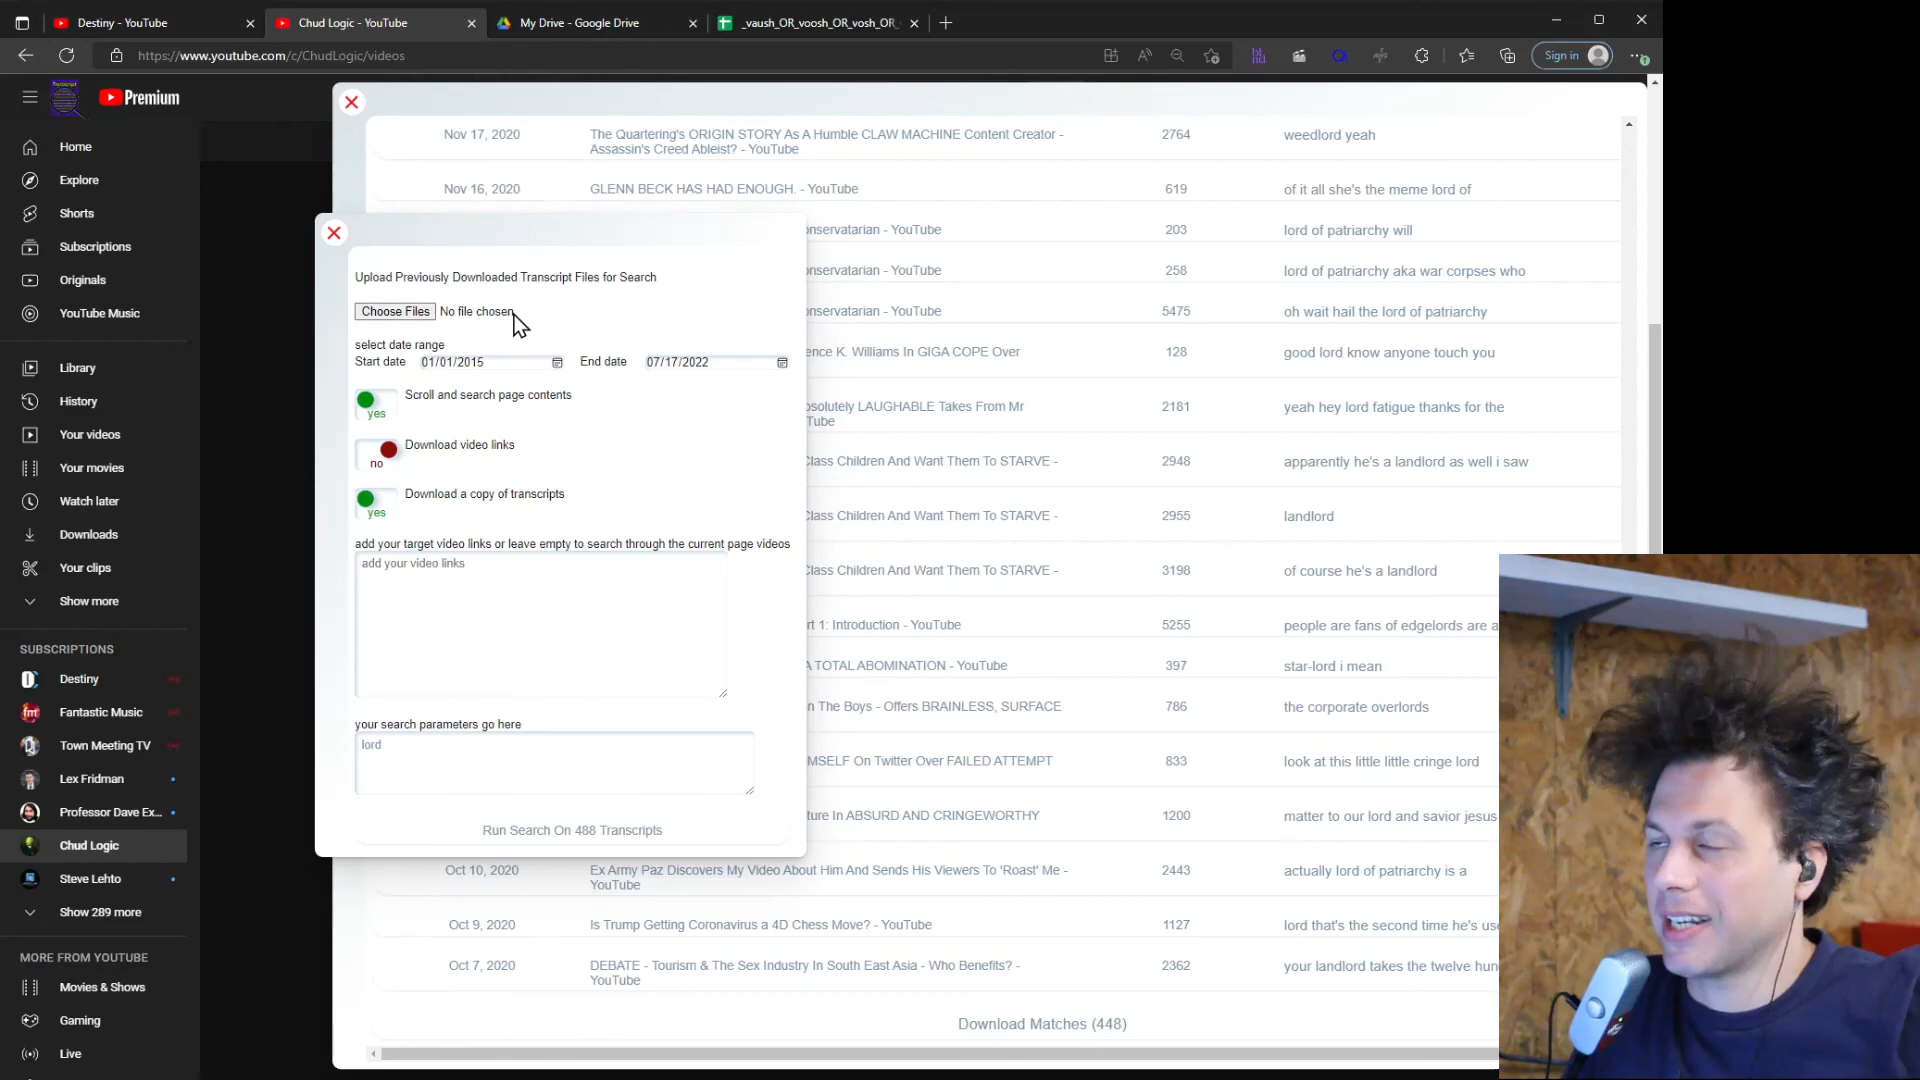 Destiny - YouTube
Chud Logic - YouTube
My Drive - Google Drive
_vaush_OR_voosh_OR_vosh_OR_
https://www.youtube.com/c/ChudLogic/videos
Sign in
Premium
Home
Explore
Shorts
Subscriptions
Originals
YouTube Music
Library
History
Your videos
Your movies
Watch later
Downloads
Your clips
Show more
SUBSCRIPTIONS
Destiny
Fantastic Music
Town Meeting TV
Lex Fridman
Professor Dave Ex...
Chud Logic
Steve Lehto
Show 289 more
MORE FROM YOUTUBE
Movies & Shows
Gaming
Live
Nov 17, 2020 The Quartering's ORIGIN STORY As A Humble CLAW MACHINE Content Creator - 2764 weedlord yeah
Assassin's Creed Ableist? - YouTube
Nov 16, 2020 GLENN BECK HAS HAD ENOUGH. - YouTube 619 of it all she's the meme lord of
onservatarian - YouTube 203 lord of patriarchy will
onservatarian - YouTube 258 lord of patriarchy aka war corpses who
onservatarian - YouTube 5475 oh wait hail the lord of patriarchy
ence K. Williams In GIGA COPE Over 128 good lord know anyone touch you
bsolutely LAUGHABLE Takes From Mr 2181 yeah hey lord fatigue thanks for the
Tube
Class Children And Want Them To STARVE - 2948 apparently he's a landlord as well i saw
Class Children And Want Them To STARVE - 2955 landlord
Class Children And Want Them To STARVE - 3198 of course he's a landlord
rt 1: Introduction - YouTube 5255 people are fans of edgelords are a
A TOTAL ABOMINATION - YouTube 397 star-lord i mean
n The Boys - Offers BRAINLESS, SURFACE 786 the corporate overlords
MSELF On Twitter Over FAILED ATTEMPT 833 look at this little little cringe lord
ture In ABSURD AND CRINGEWORTHY 1200 matter to our lord and savior jesus
Oct 10, 2020 Ex Army Paz Discovers My Video About Him And Sends His Viewers To 'Roast' Me - 2443 actually lord of patriarchy is a
YouTube
Oct 9, 2020 Is Trump Getting Coronavirus a 4D Chess Move? - YouTube 1127 lord that's the second time he's us
Oct 7, 2020 DEBATE - Tourism & The Sex Industry In South East Asia - Who Benefits? - 2362 your landlord takes the twelve hun
YouTube
Download Matches (448)
Upload Previously Downloaded Transcript Files for Search
Choose Files No file chosen
select date range
Start date 01/01/2015 End date 07/17/2022
Scroll and search page contents
yes
Download video links
no
Download a copy of transcripts
yes
add your target video links or leave empty to search through the current page videos
add your video links
your search parameters go here
lord
Run Search On 488 Transcripts